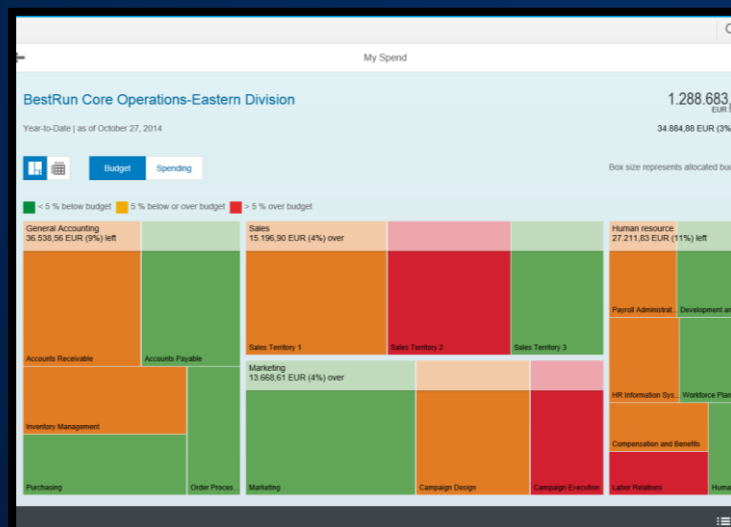 My Spend
BestRun Core Operations-Eastern Division
1.288.683,
EUR
Year-to-Date | as of October 27, 2014
34.884,88 EUR (3%
Budget
Spending
Box size represents allocated bud
< 5 % below budget
5 % below or over budget
> 5 % over budget
General Accounting
36.538,56 EUR (9%) left
Accounts Receivable
Accounts Payable
Inventory Management
Purchasing
Order Proces...
Sales
15.196,90 EUR (4%) over
Sales Territory 1
Sales Territory 2
Sales Territory 3
Marketing
13.668,61 EUR (4%) over
Marketing
Campaign Design
Campaign Execution
Human resource
27.211,83 EUR (11%) left
Payroll Administrat...
Development an
HR Information Sys...
Workforce Plan
Compensation and Benefits
Labor Relations
Human